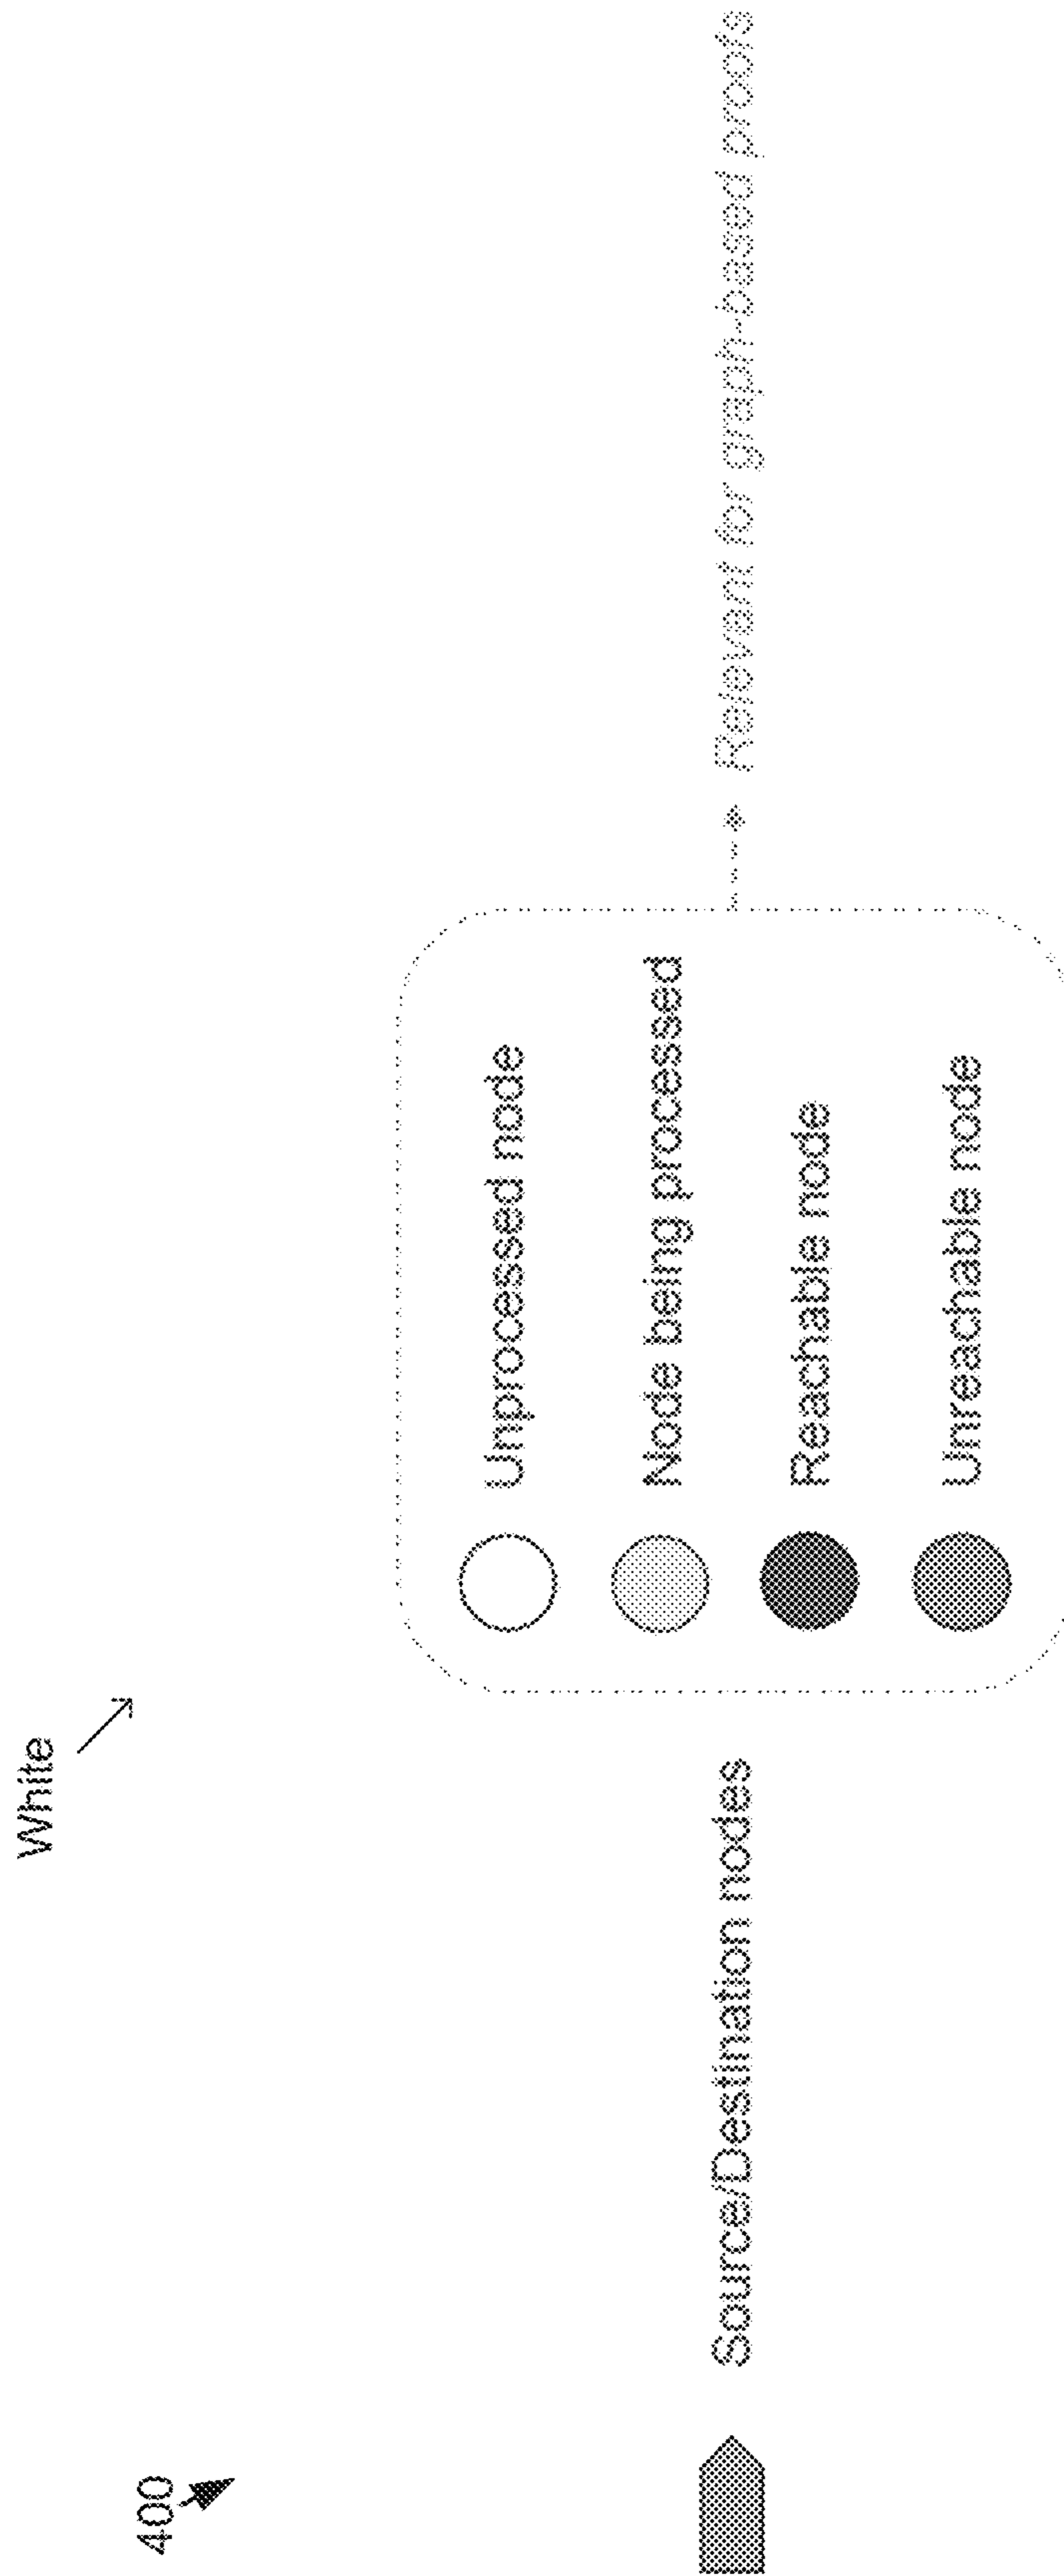 400
White
Source/Destination nodes
Unprocessed node
Node being processed
Reachable node
Unreachable node
Relevant for graph-based proofs